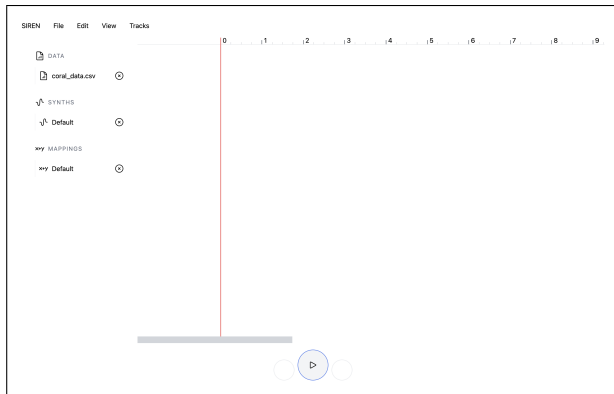 SIREN File Edit View Tracks
0 1 2 3 4 5 6 7 8 9
DATA
coral_data.csv
SYNTHS
Default
x+y MAPPINGS
x+y Default